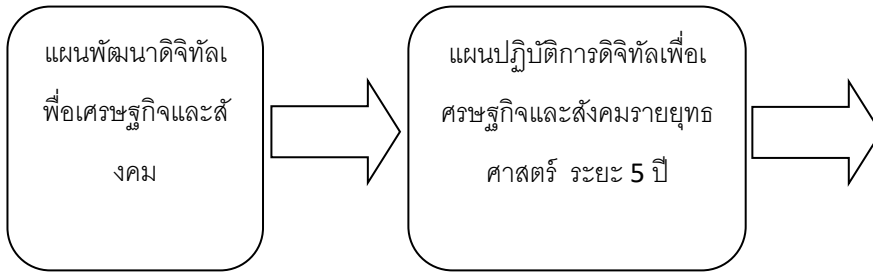 แผนพัฒนาดิจิทัลเ
พื่อเศรษฐกิจและสั
งคม
แผนปฏิบัติการดิจิทัลเพื่อเ
ศรษฐกิจและสังคมรายยุทธ
ศาสตร์ ระยะ 5 ปี